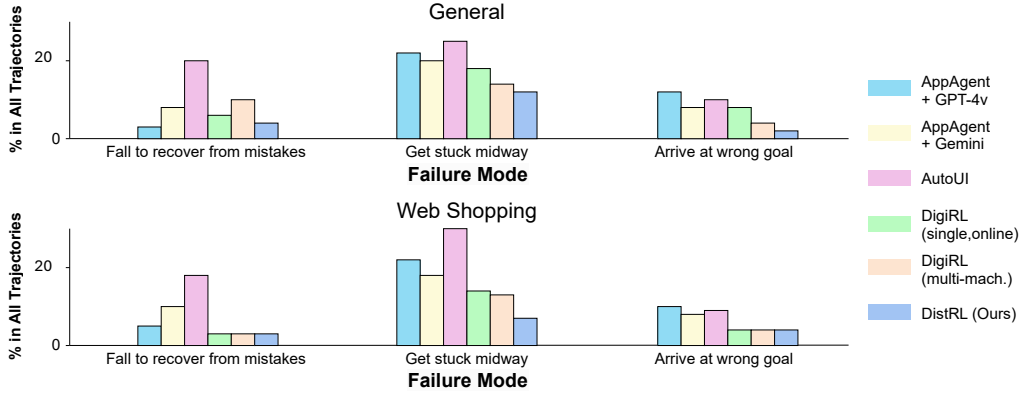 General
% in All Trajectories
20
0
Fall to recover from mistakes
Get stuck midway
Arrive at wrong goal
Failure Mode
Web Shopping
% in All Trajectories
20
0
Fall to recover from mistakes
Get stuck midway
Arrive at wrong goal
Failure Mode
AppAgent
+ GPT-4v
AppAgent
+ Gemini
AutoUI
DigiRL
(single,online)
DigiRL
(multi-mach.)
DistRL (Ours)